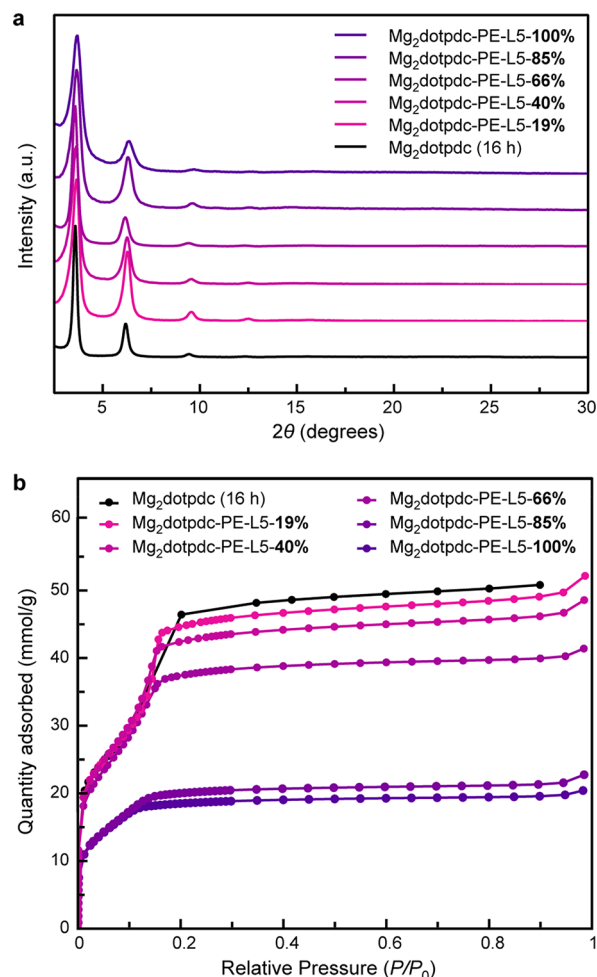 a
Mg₂dotpdc-PE-L5-100%
Mg₂dotpdc-PE-L5-85%
Mg₂dotpdc-PE-L5-66%
Mg₂dotpdc-PE-L5-40%
Mg₂dotpdc-PE-L5-19%
Mg₂dotpdc (16 h)
Intensity (a.u.)
5 10 15 20 25 30
2θ (degrees)
b
Mg₂dotpdc (16 h)
Mg₂dotpdc-PE-L5-19%
Mg₂dotpdc-PE-L5-40%
Mg₂dotpdc-PE-L5-66%
Mg₂dotpdc-PE-L5-85%
Mg₂dotpdc-PE-L5-100%
Quantity adsorbed (mmol/g)
60
50
40
30
20
10
0
0 0.2 0.4 0.6 0.8 1
Relative Pressure (P/P₀)